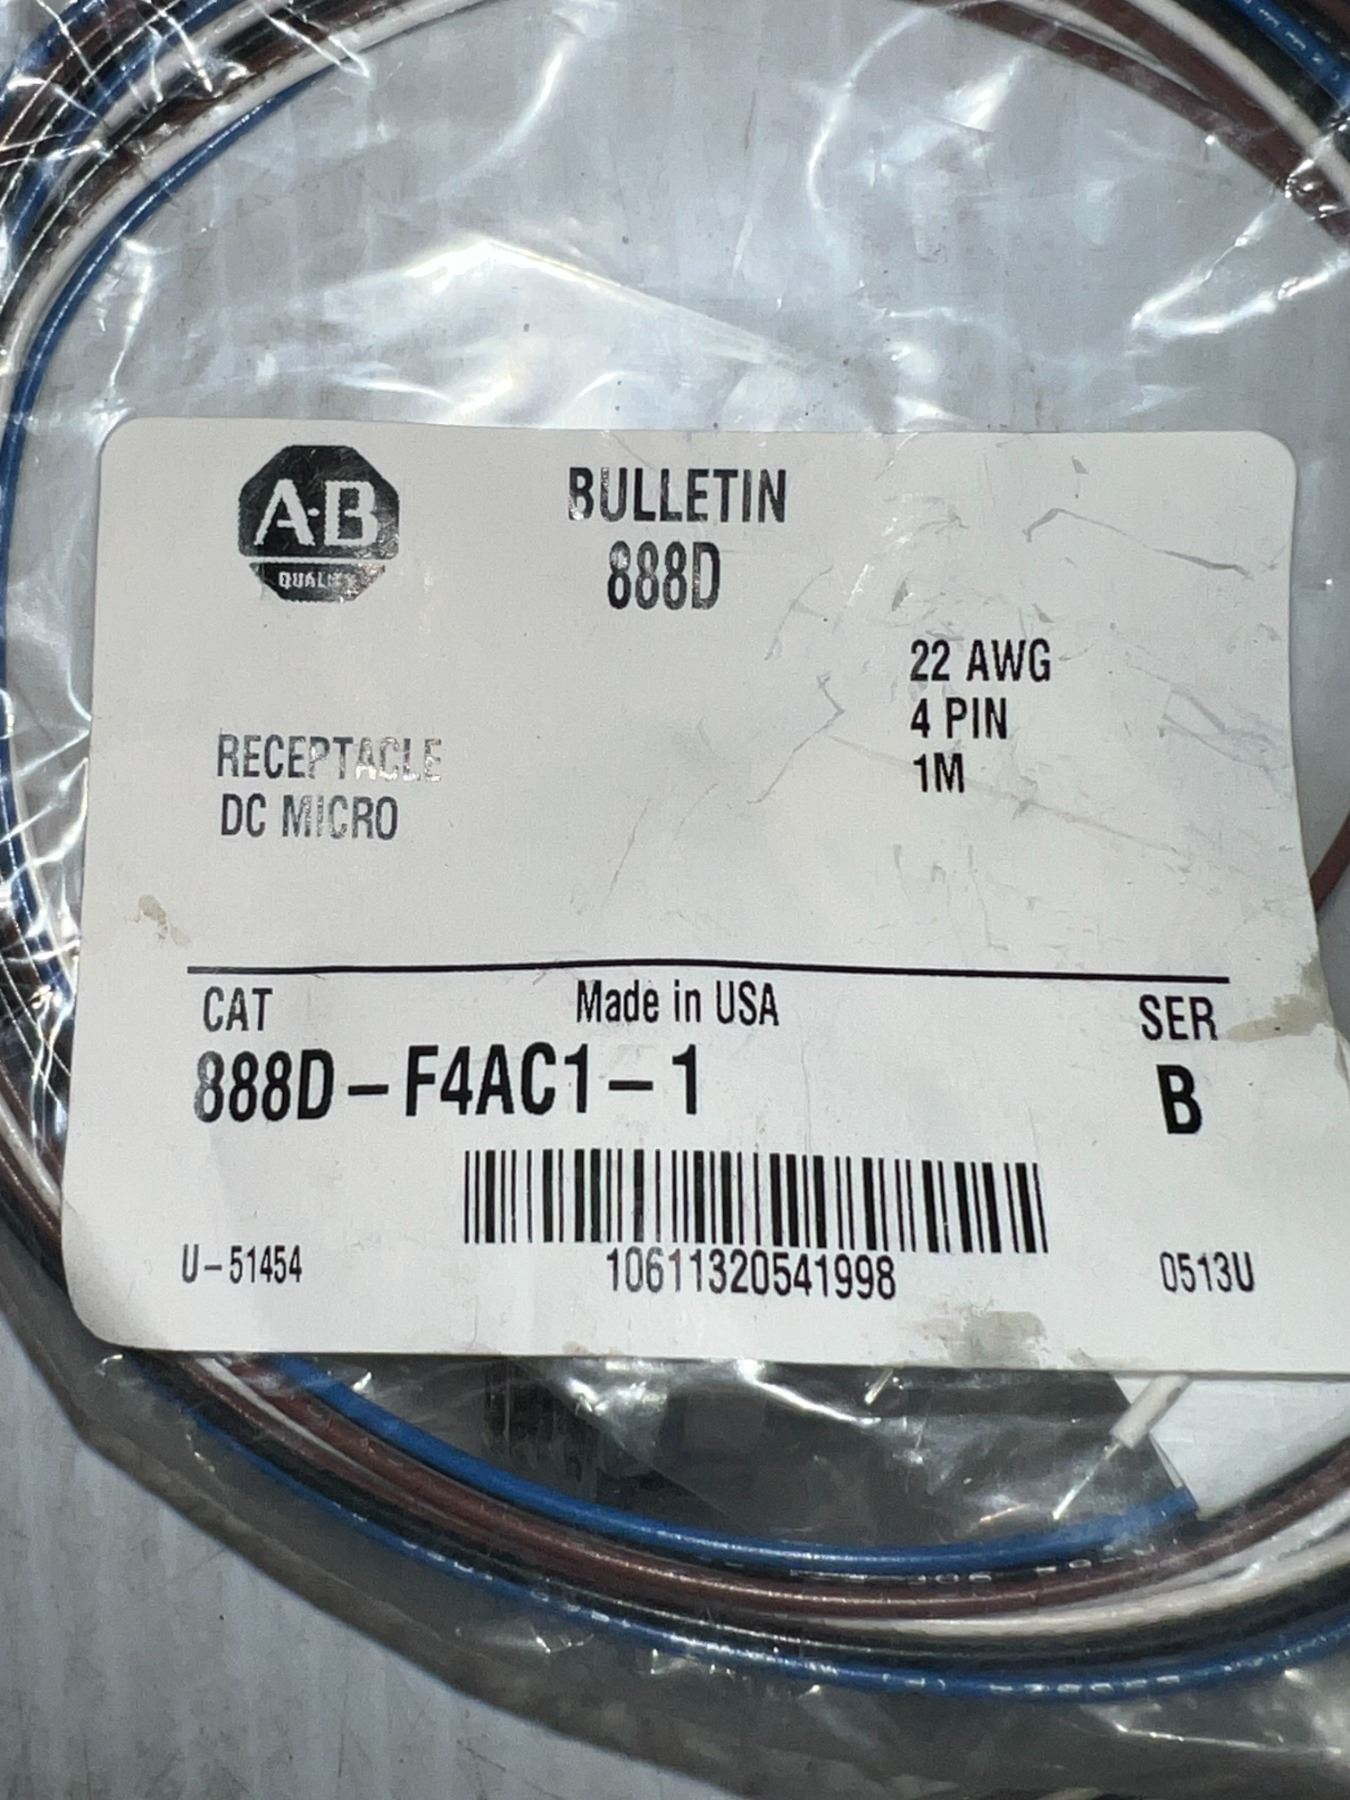 A-B
QUALITY
BULLETIN
888D
22 AWG
4 PIN
1M
RECEPTACLE
DC MICRO
CAT
Made in USA
SER
888D-F4AC1-1
B
U-51454
10611320541998
0513U